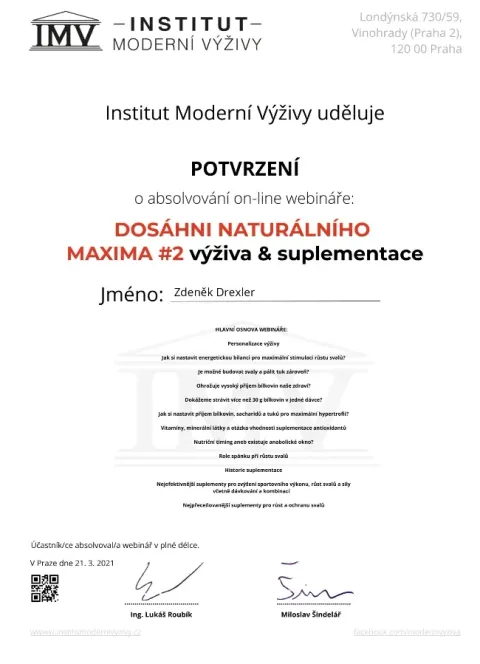 IMV
INSTITUT
MODERNÍ VÝŽIVY
Londýnská 730/59,
Vinohrady (Praha 2),
120 00 Praha
Institut Moderní Výživy uděluje
POTVRZENÍ
o absolvování on-line webináře:
DOSÁHNI NATURÁLNÍHO
MAXIMA #2 výživa & suplementace
Jméno: Zdeněk Drexler
HLAVNÍ OSNOVA WEBINÁŘE:
Personalizace výživy
Jak si nastavit energetickou bilanci pro maximální stimulaci růstu svalů?
Je možné budovat svaly a pálit tuk zároveň?
Ohrožuje vysoký příjem bílkovin naše zdraví?
Dokážeme strávit více než 30 g bílkovin v jedné dávce?
Jak si nastavit příjem bílkovin, sacharidů a tuků pro maximální hypertrofii?
Vitamíny, minerální látky a otázka vhodnosti suplementace antioxidantů
Nutriční timing aneb existuje anabolické okno?
Role spánku při růstu svalů
Historie suplementace
Nejefektivnější suplementy pro zvýšení sportovního výkonu, růst svalů a síly
včetně dávkování a kombinací
Nejpřeceňovanější suplementy pro růst a ochranu svalů
Účastník/ce absolvoval/a webinář v plné délce.
V Praze dne 21. 3. 2021
Ing. Lukáš Roubík
Miloslav Šindelář
www.institutmodernivyzivy.cz